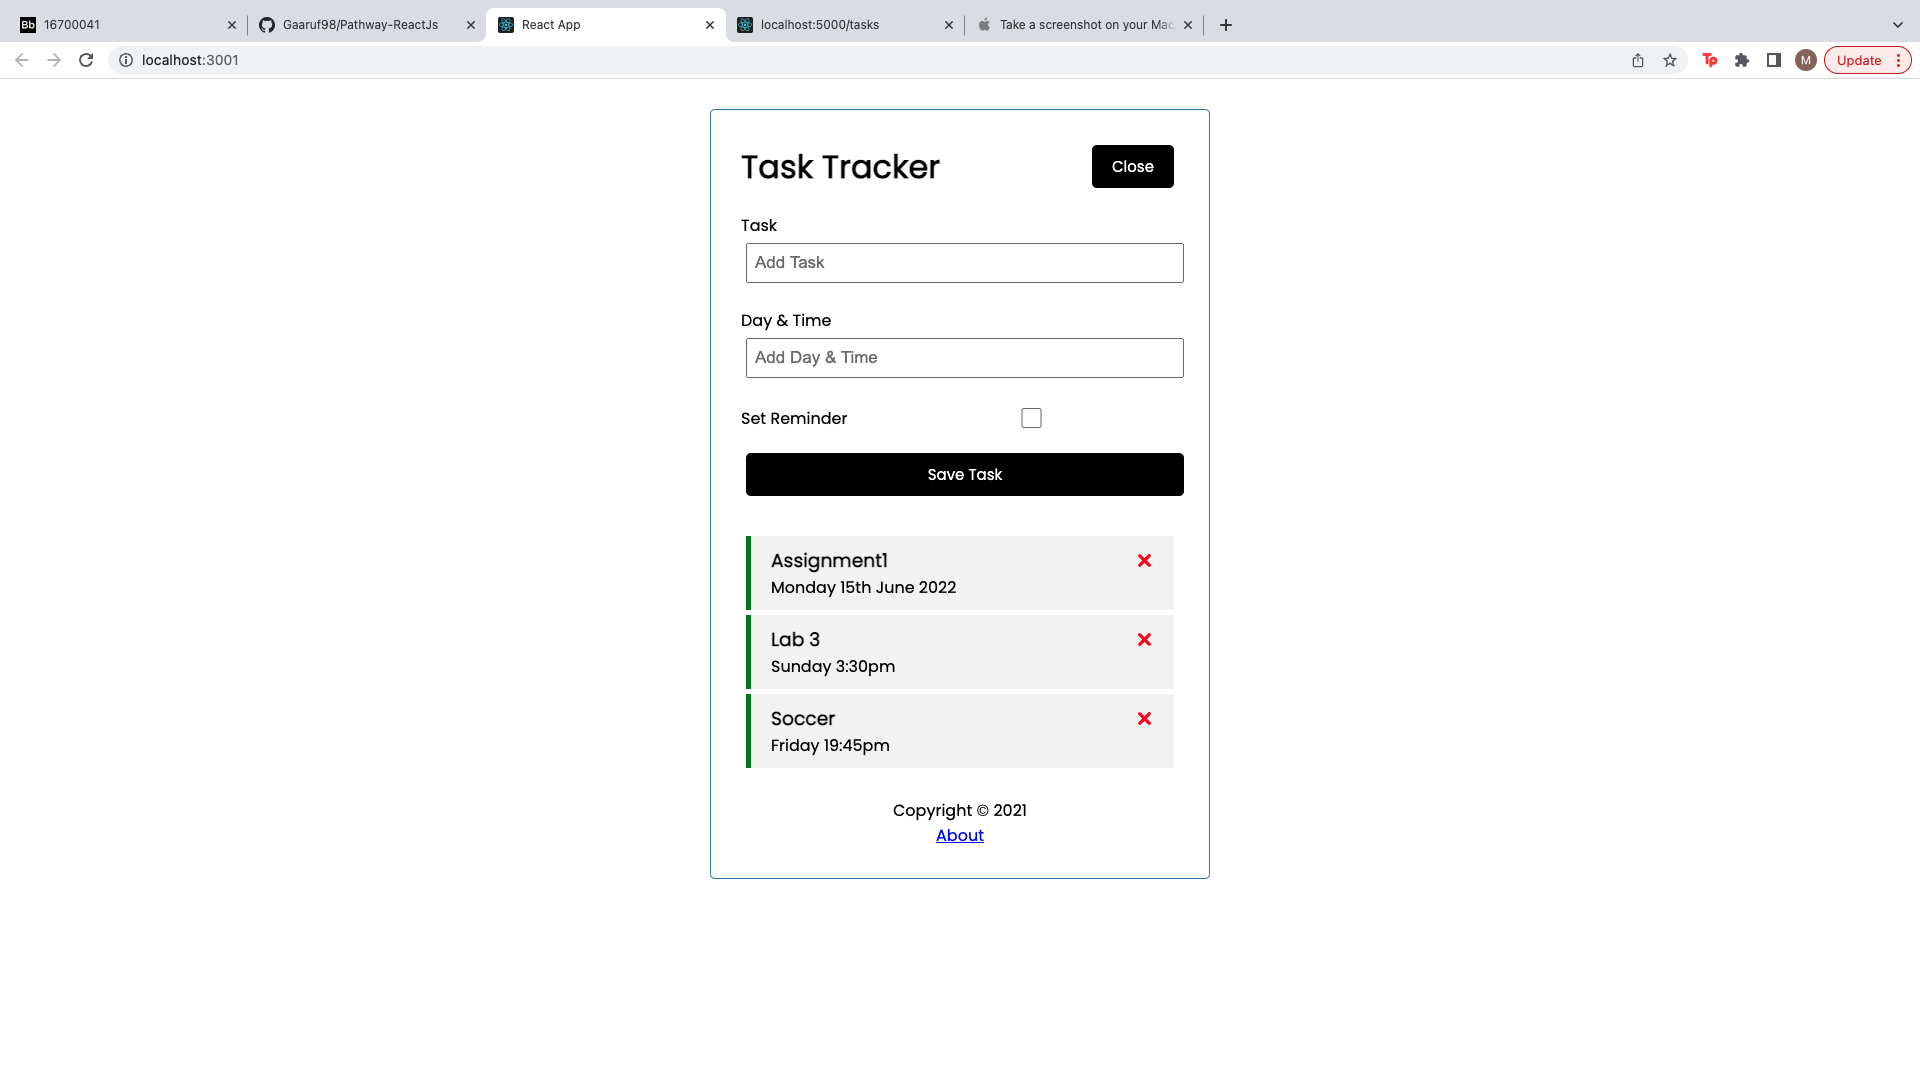 Bb 16700041
Gaaruf98/Pathway-ReactJs
React App
localhost:5000/tasks
Take a screenshot on your Mac
localhost:3001
Tp
M
Update
Task Tracker
Close
Task
Add Task
Day & Time
Add Day & Time
Set Reminder
Save Task
Assignment1
Monday 15th June 2022
Lab 3
Sunday 3:30pm
Soccer
Friday 19:45pm
Copyright © 2021
About